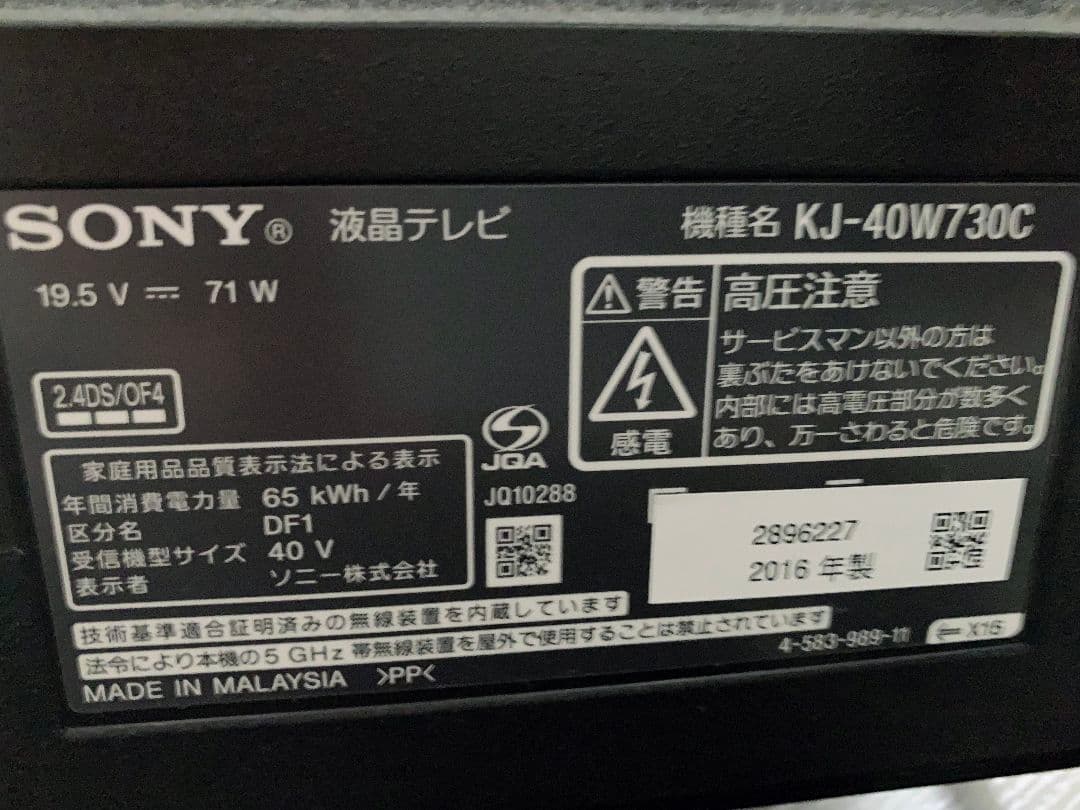 SONY® 液晶テレビ
機種名 KJ-40W730C
19.5 V ⎓ 71 W
警告 高圧注意
感電
サービスマン以外の方は
裏ぶたをあけないでください。
内部には高電圧部分が数多く
あり、万一さわると危険です。
2.4DS/OF4
JQA
JQ10288
家庭用品品質表示法による表示
年間消費電力量 65 kWh / 年
区分名 DF1
受信機型サイズ 40 V
表示者 ソニー株式会社
2896227
2016 年製
技術基準適合証明済みの無線装置を内蔵しています
法令により本機の5 GHz 帯無線装置を屋外で使用することは禁止されています
4-583-989-11
X16
MADE IN MALAYSIA >PP<